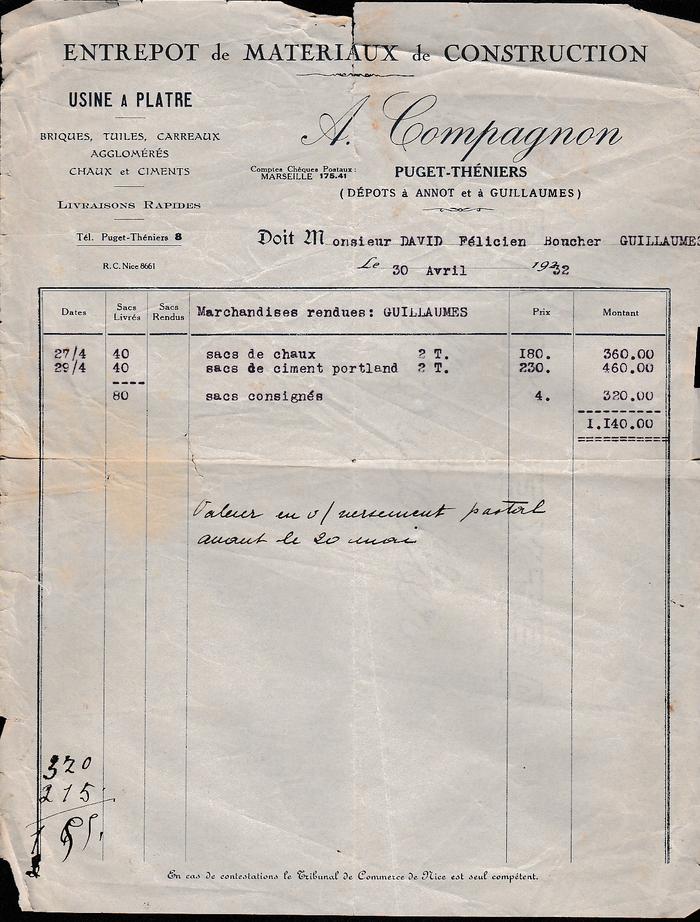 ENTREPOT de MATERIAUX de CONSTRUCTION
USINE A PLATRE
BRIQUES, TUILES, CARREAUX
AGGLOMÉRÉS
CHAUX et CIMENTS
LIVRAISONS RAPIDES
Tél. Puget-Théniers 8
R. C. Nice 8661
A. Compagnon
Comptes Chèques Postaux :
MARSEILLE 175.41
PUGET-THÉNIERS
( DÉPOTS à ANNOT et à GUILLAUMES )
Doit Monsieur DAVID Félicien Boucher GUILLAUMES
Le 30 Avril 1932
Dates Sacs Livrés Sacs Rendus Marchandises rendues: GUILLAUMES Prix Montant
27/4 40 sacs de chaux 2 T. 180. 360.00
29/4 40 sacs de ciment portland 2 T. 230. 460.00
80 sacs consignés 4. 320.00
1.140.00
Valeur en v/ versement postal
avant le 20 mai
320
215
En cas de contestations le Tribunal de Commerce de Nice est seul compétent.